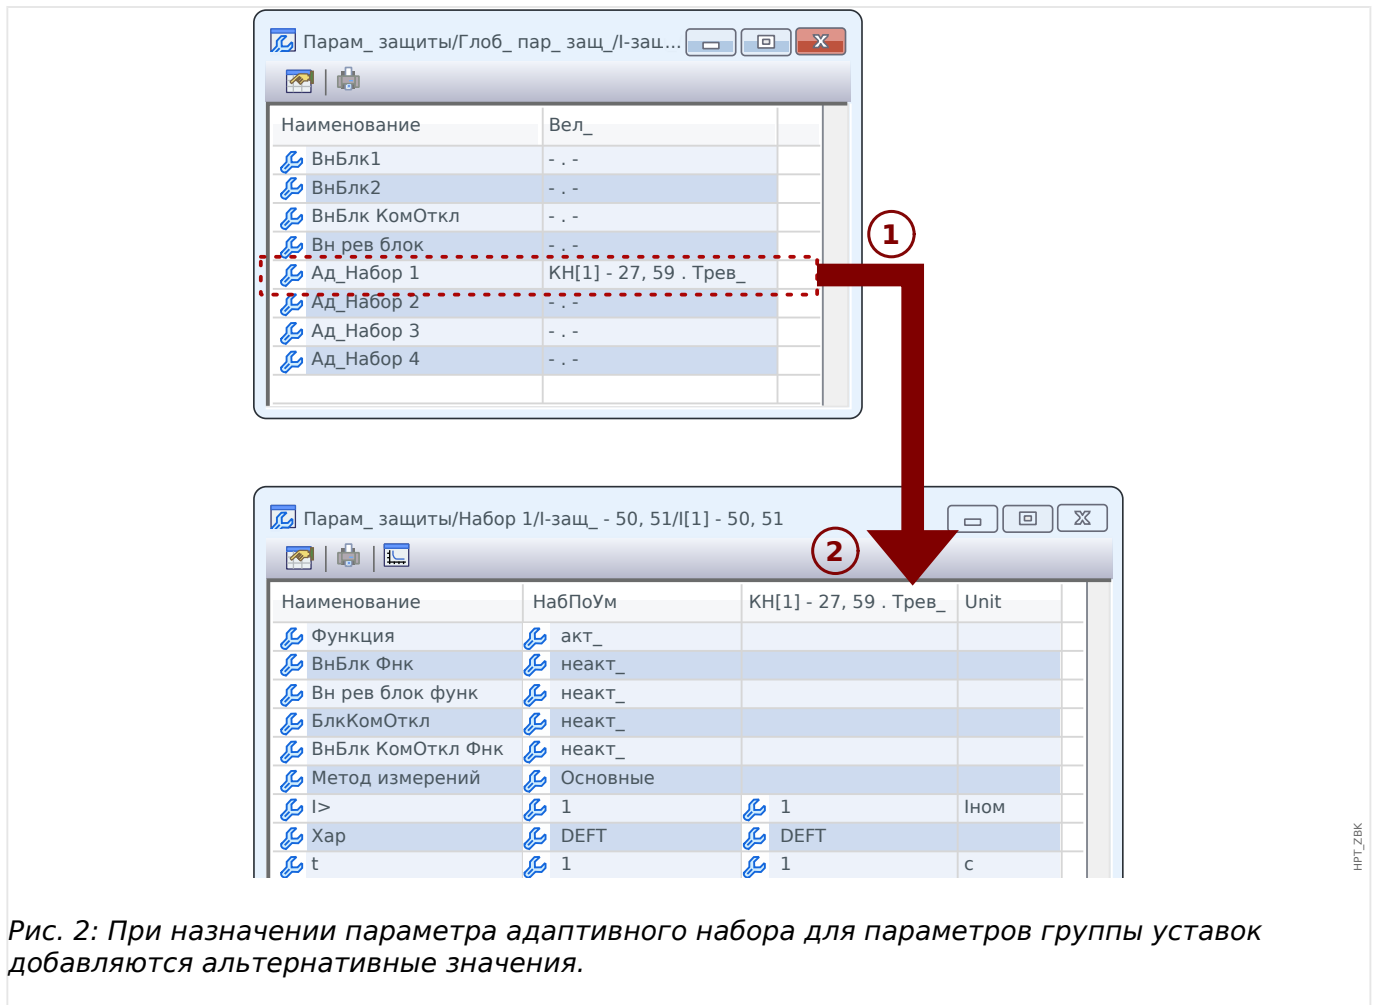 Парам_ защиты/Глоб_ пар_ защ_/I-защ...
Наименование Вел_
ВнБлк1 - . -
ВнБлк2 - . -
ВнБлк КомОткл - . -
Вн рев блок - . -
Ад_Набор 1 КН[1] - 27, 59 . Трев_
Ад_Набор 2 - . -
Ад_Набор 3 - . -
Ад_Набор 4 - . -
1
Парам_ защиты/Набор 1/I-защ_ - 50, 51/I[1] - 50, 51
2
Наименование НабПоУм КН[1] - 27, 59 . Трев_ Unit
Функция акт_
ВнБлк Фнк неакт_
Вн рев блок функ неакт_
БлкКомОткл неакт_
ВнБлк КомОткл Фнк неакт_
Метод измерений Основные
I> 1 1 Iном
Хар DEFT DEFT
t 1 1 с
HPT_ZBK
Рис. 2: При назначении параметра адаптивного набора для параметров группы уставок
добавляются альтернативные значения.